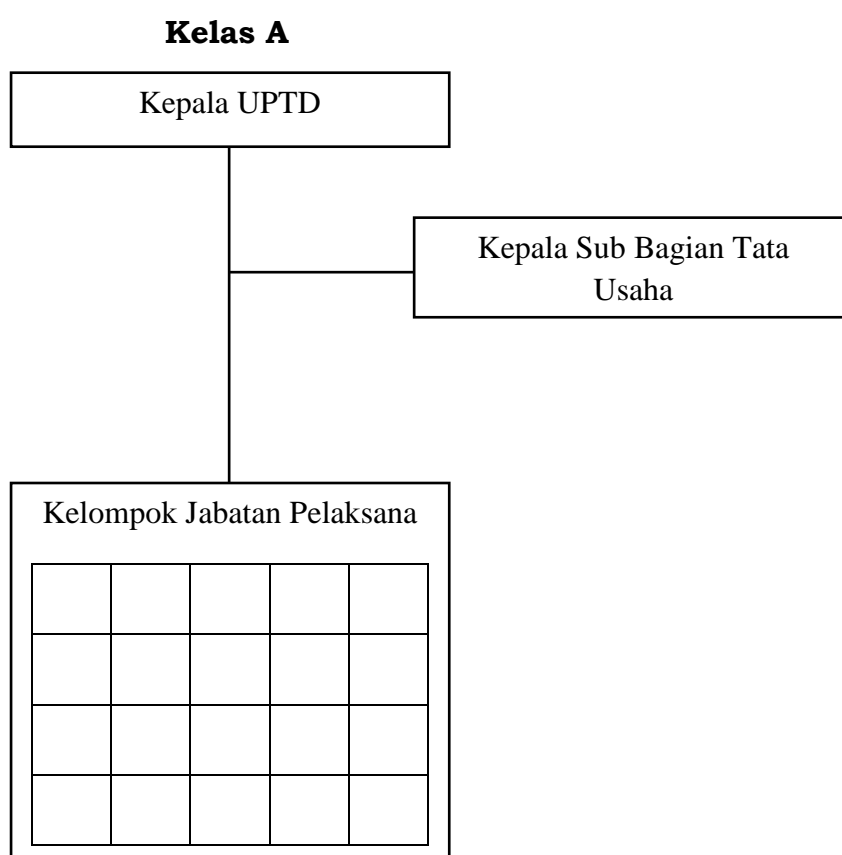 Kelas A
Kepala UPTD
Kepala Sub Bagian Tata
Usaha
Kelompok Jabatan Pelaksana